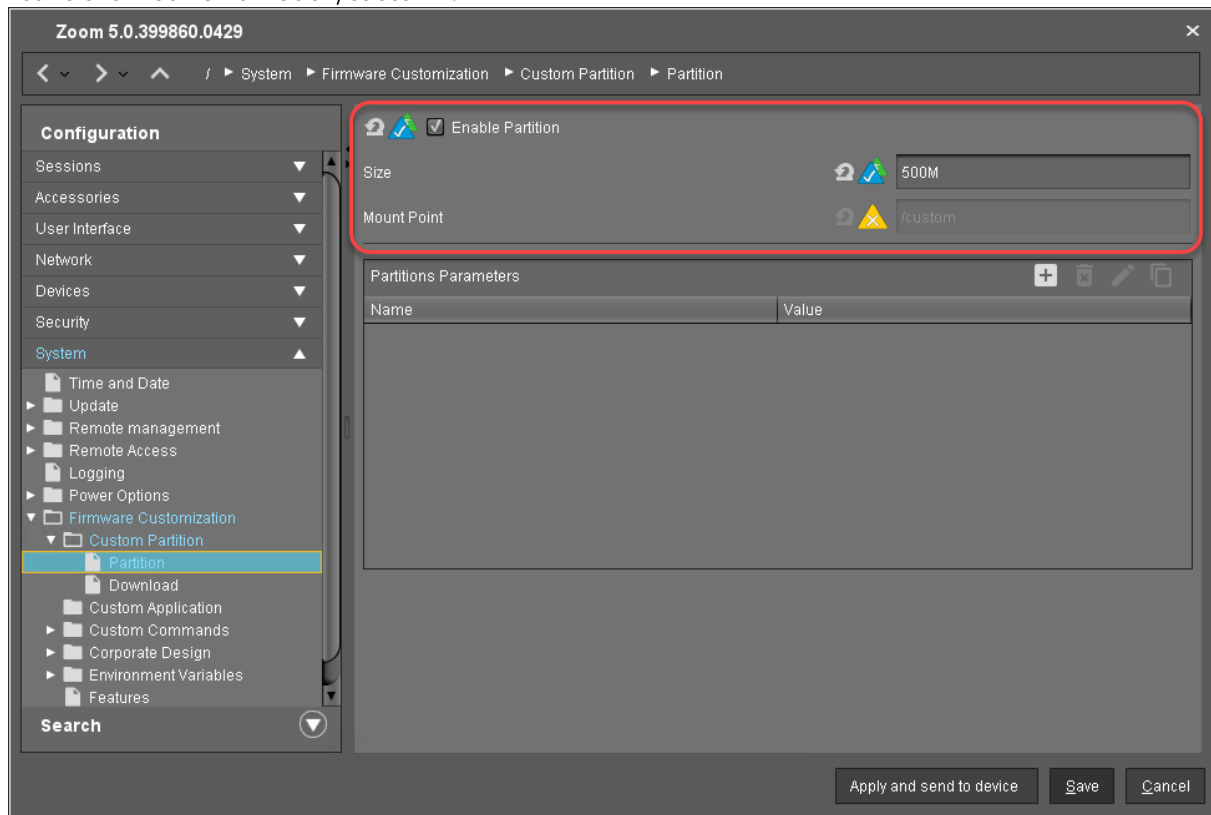 Zoom 5.0.399860.0429
/ System Firmware Customization Custom Partition Partition
Configuration
Sessions
Accessories
User Interface
Network
Devices
Security
System
Time and Date
Update
Remote management
Remote Access
Logging
Power Options
Firmware Customization
Custom Partition
Partition
Download
Custom Application
Custom Commands
Corporate Design
Environment Variables
Features
Search
Enable Partition
Size 500M
Mount Point /custom
Partitions Parameters
Name Value
Apply and send to device Save Cancel